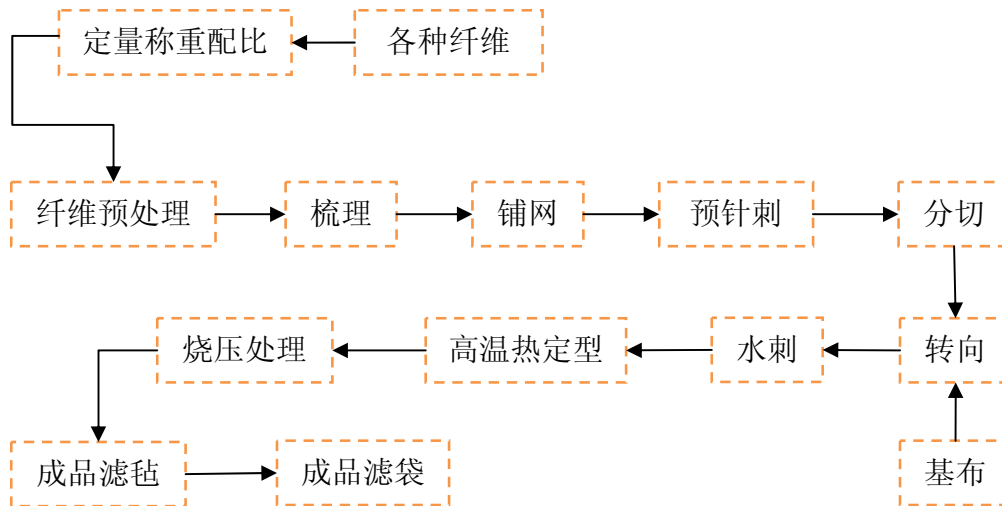 定量称重配比
各种纤维
纤维预处理
梳理
铺网
预针刺
分切
烧压处理
高温热定型
水刺
转向
成品滤毡
成品滤袋
基布